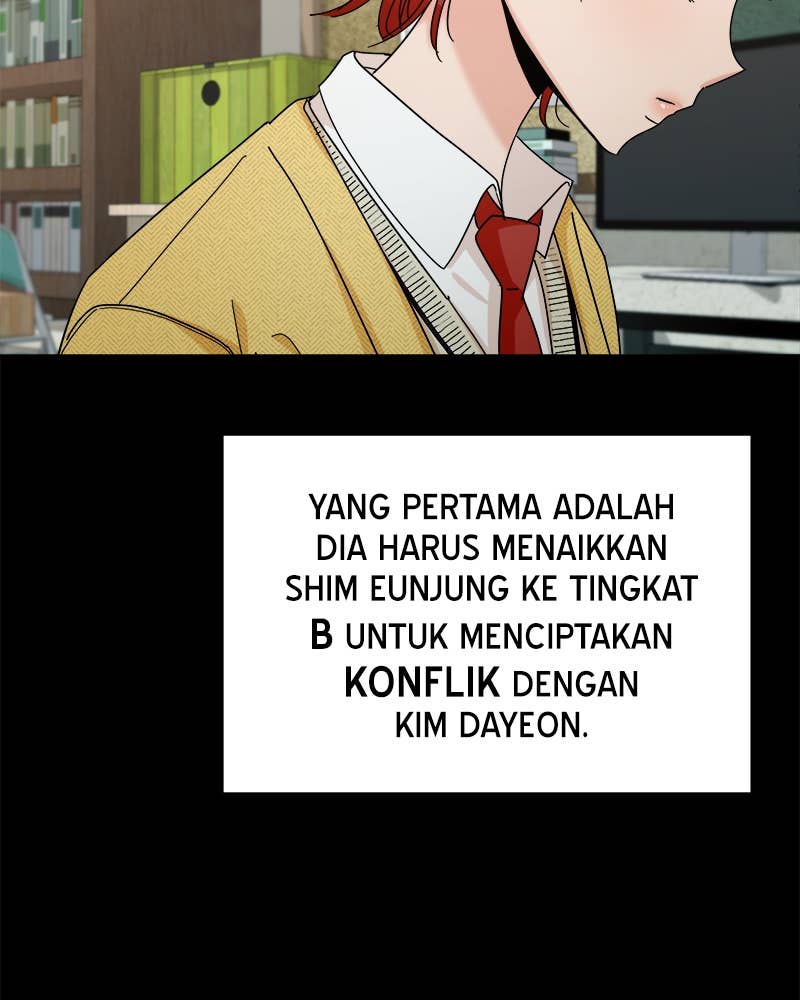 YANG PERTAMA ADALAH
DIA HARUS MENAIKKAN
SHIM EUNJUNG KE TINGKAT
B UNTUK MENCIPTAKAN
KONFLIK DENGAN
KIM DAYEON.